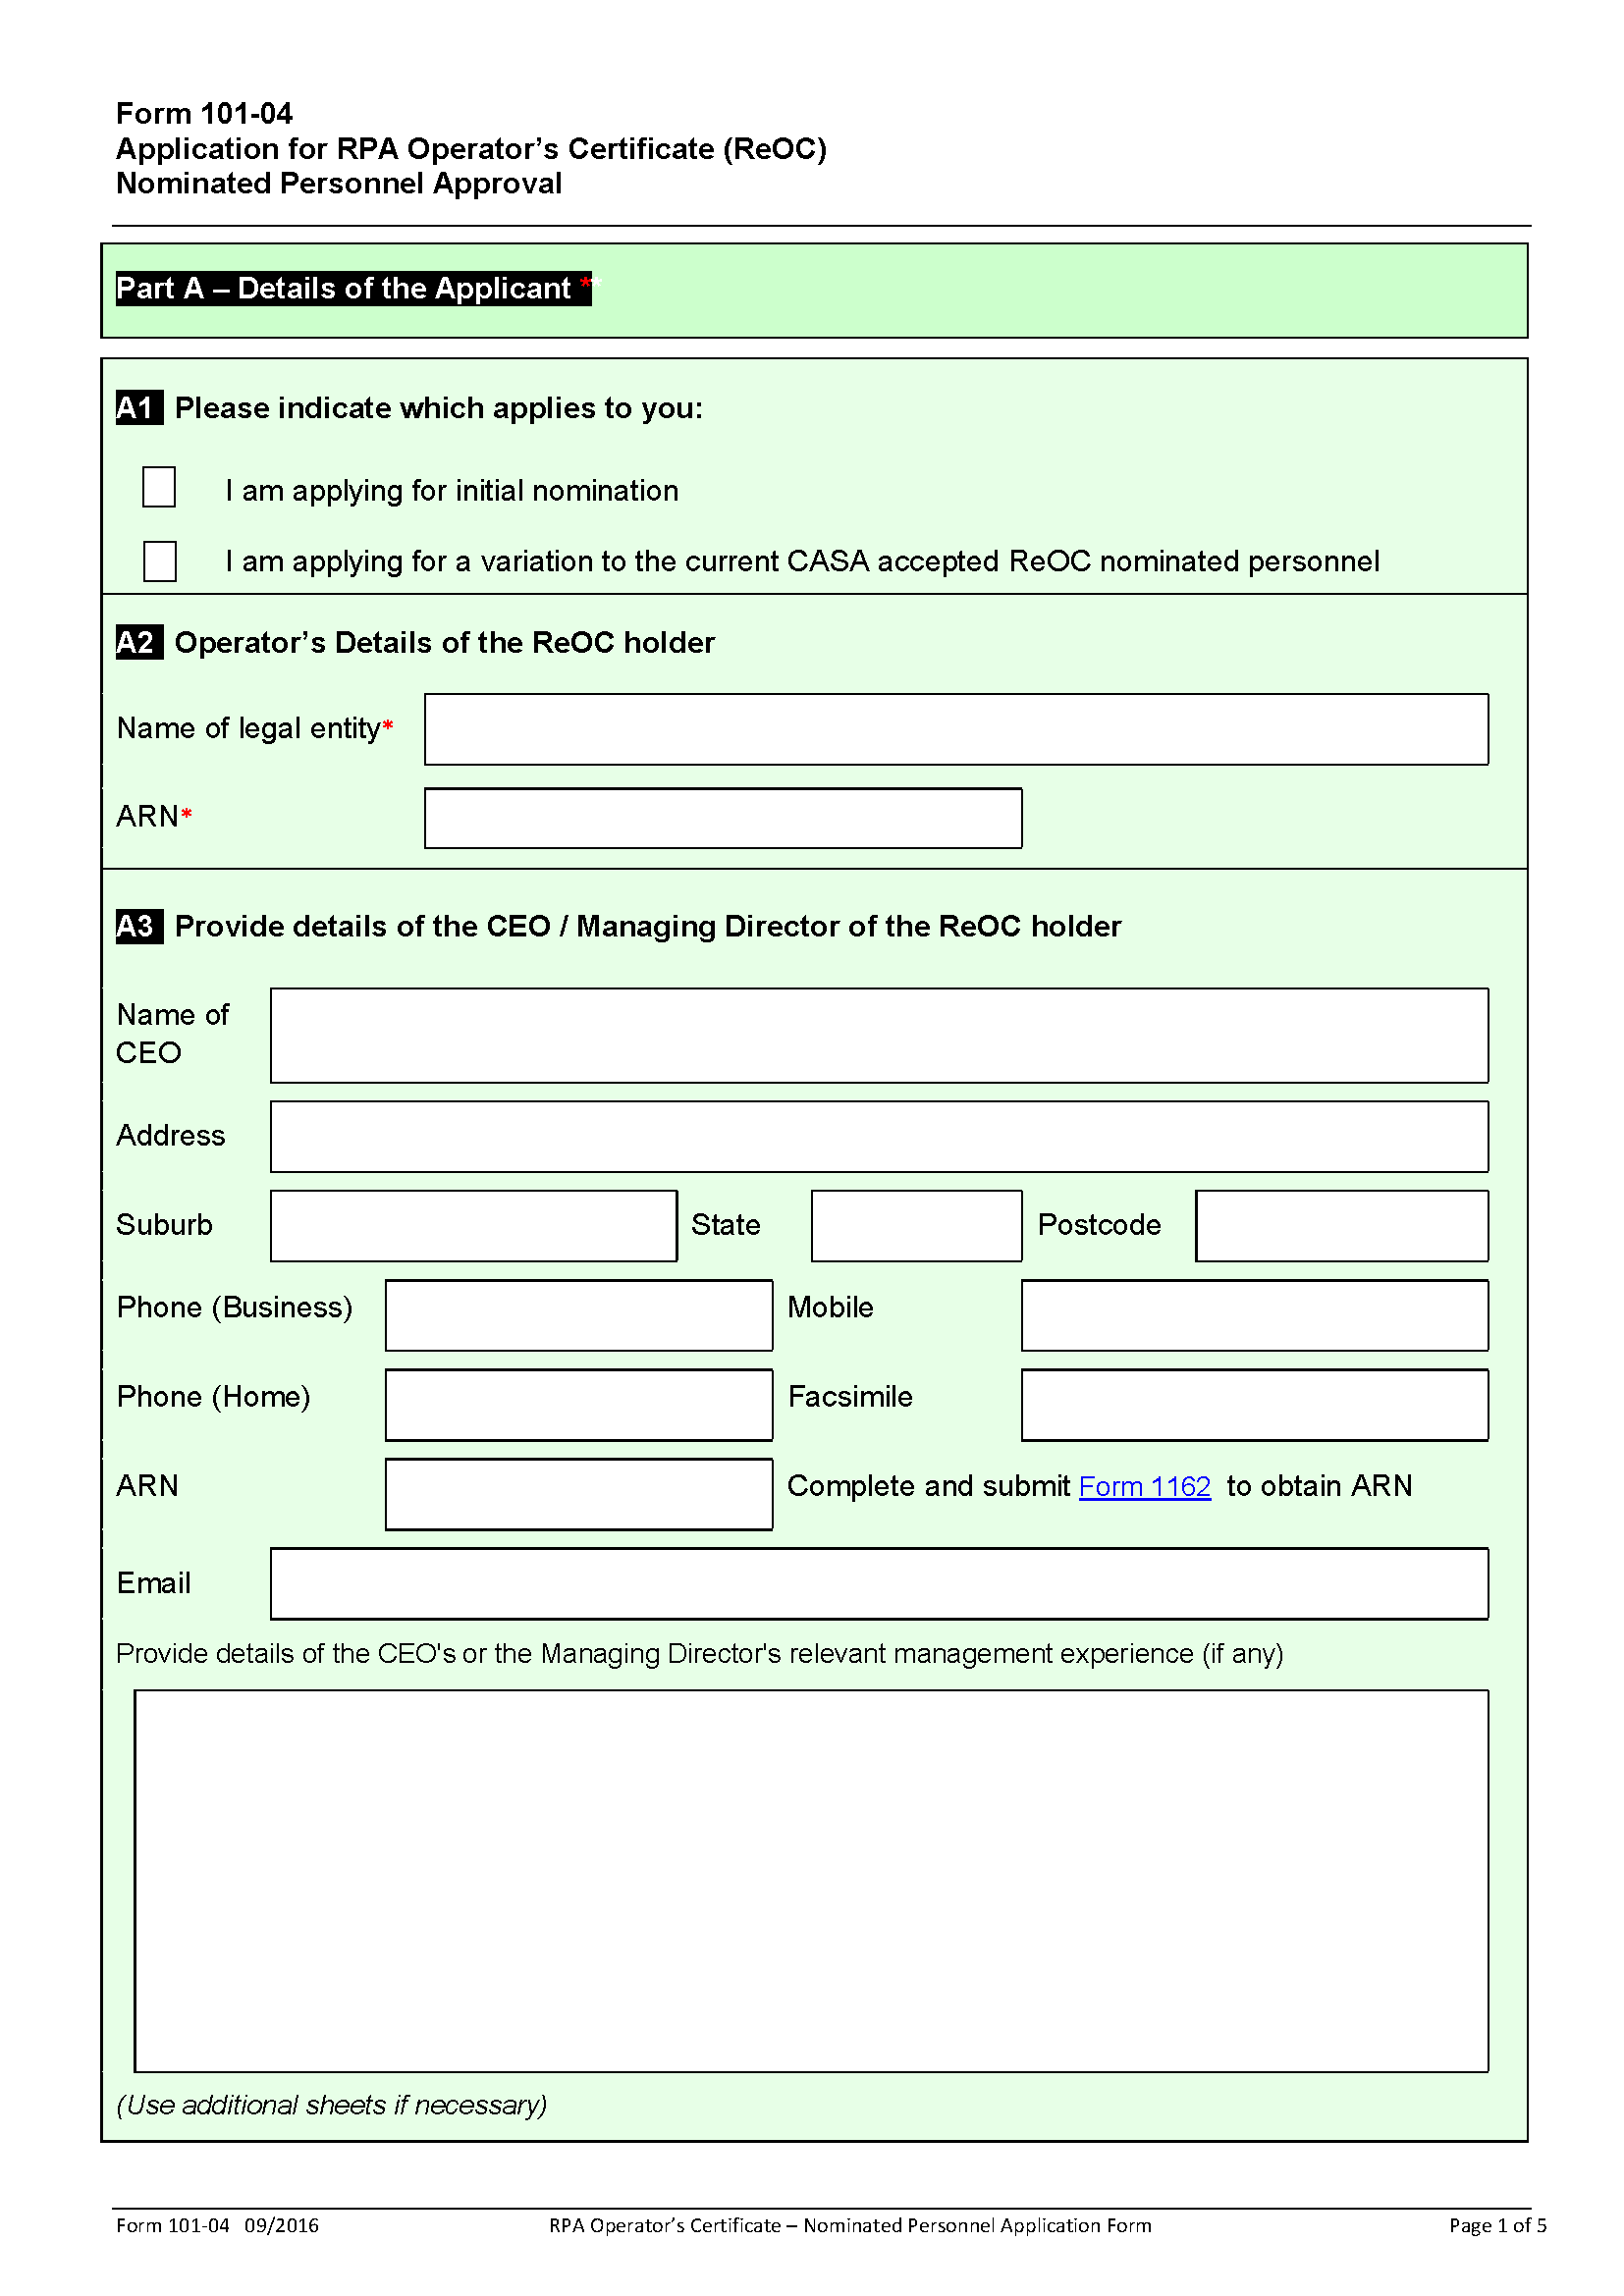 Form 101-04
Application for RPA Operator’s Certificate (ReOC)
Nominated Personnel Approval
Part A – Details of the Applicant **
A1 Please indicate which applies to you:
I am applying for initial nomination
I am applying for a variation to the current CASA accepted ReOC nominated personnel
A2 Operator’s Details of the ReOC holder
Name of legal entity*
ARN*
A3 Provide details of the CEO / Managing Director of the ReOC holder
Name of
CEO
Address
Suburb State Postcode
Phone (Business) Mobile
Phone (Home) Facsimile
ARN Complete and submit Form 1162 to obtain ARN
Email
Provide details of the CEO's or the Managing Director's relevant management experience (if any)
(Use additional sheets if necessary)
Form 101-04 09/2016 RPA Operator’s Certificate – Nominated Personnel Application Form Page 1 of 5